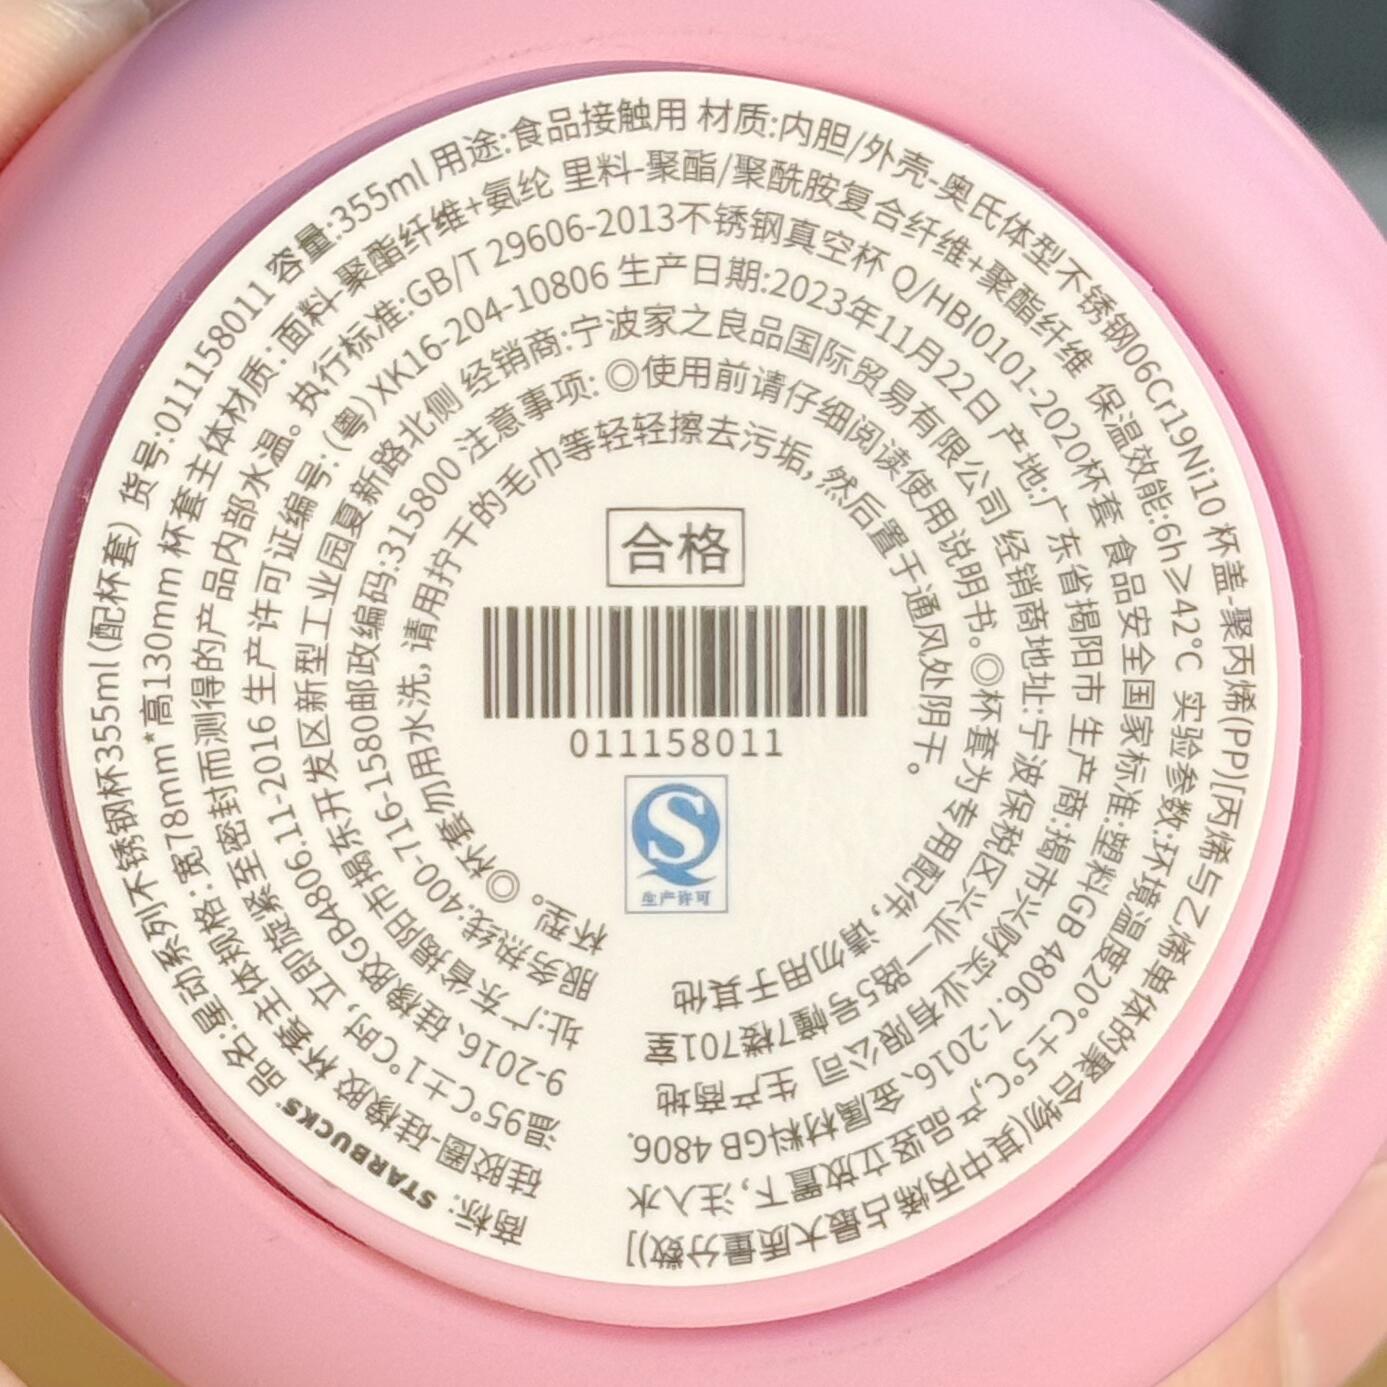 商标: STARBUCKS® 品名:星动系列不锈钢杯355ml (配杯套) 货号:011158011 容量:355ml 用途:食品接触用 材质:内胆/外壳-奥氏体型不锈钢06Cr19Ni10 杯盖-聚丙烯(PP)[丙烯与乙烯单体的聚合物(其中丙烯占最大质量分数)]
硅胶圈-硅橡胶 杯套主体规格:宽78mm*高130mm 杯套主体材质: 面料-聚酯纤维+氨纶 里料-聚酯/聚酰胺复合纤维+聚酯纤维 保温效能:6h≥42℃ 实验参数:环境温度20℃±5℃,产品竖立放置下,注入水
温95℃±1℃时, 立即旋紧至密封而测得的产品内部水温。执行标准:GB/T 29606-2013不锈钢真空杯 Q/HBI0101-2020杯套 食品安全国家标准:塑料GB 4806.7-2016、金属材料GB 4806.
9-2016、硅橡胶GB4806.11-2016 生产许可证编号:(粤)XK16-204-10806 生产日期:2023年11月22日 产地:广东省揭阳市 生产商:揭市兴财实业有限公司 生产商地
址:广东省揭阳市揭东开发区新型工业园夏新路北侧 经销商:宁波家之良品国际贸易有限公司 经销商地址:宁波保税区兴业一路5号幢7楼701室
服务热线:400-716-1580邮政编码:315800 注意事项: ◎使用前请仔细阅读使用说明书。◎杯套为专用配件,请勿用于其他
杯型。◎杯套勿用水洗, 请用拧干的毛巾等轻轻擦去污垢, 然后置于通风处阴干。
合格
011158011
生产许可